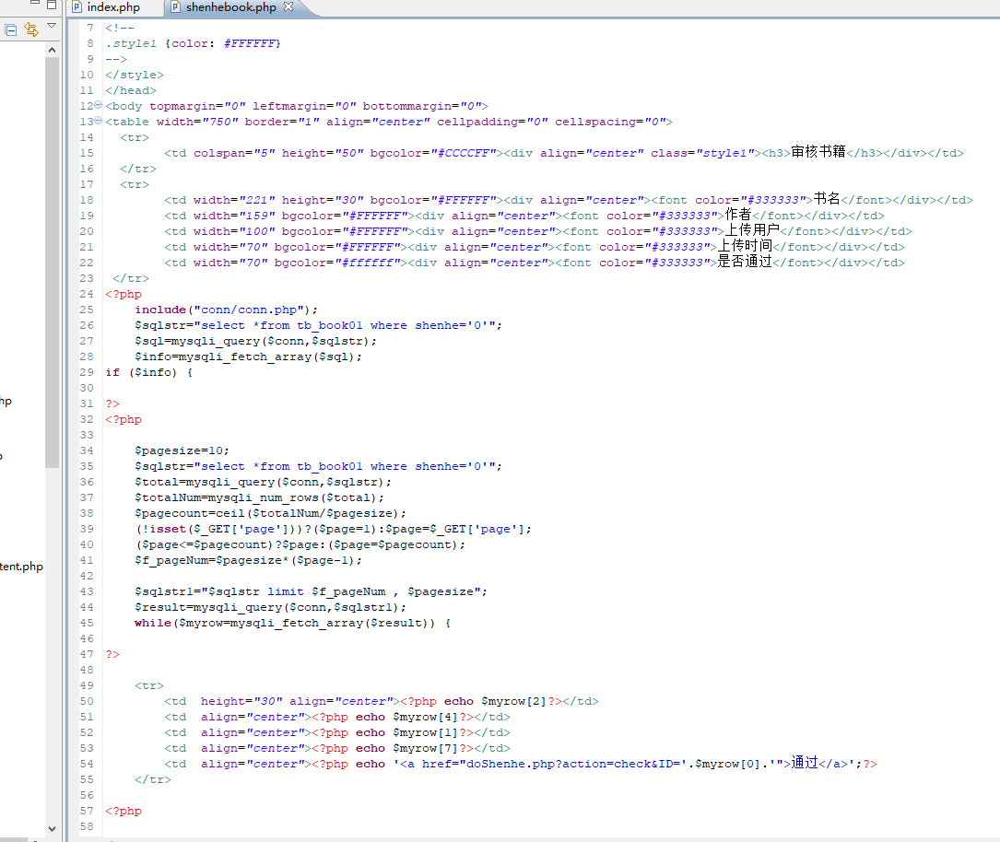 index.php shenhebook.php
7 <!--
8 .style1 {color: #FFFFFF}
9 -->
10 </style>
11 </head>
12 <body topmargin="0" leftmargin="0" bottommargin="0">
13 <table width="750" border="1" align="center" cellpadding="0" cellspacing="0">
14 <tr>
15 <td colspan="5" height="50" bgcolor="#CCCCFF"><div align="center" class="style1"><h3>审核书籍</h3></div></td>
16 </tr>
17 <tr>
18 <td width="221" height="30" bgcolor="#FFFFFF"><div align="center"><font color="#333333">书名</font></div></td>
19 <td width="159" bgcolor="#FFFFFF"><div align="center"><font color="#333333">作者</font></div></td>
20 <td width="100" bgcolor="#FFFFFF"><div align="center"><font color="#333333">上传用户</font></div></td>
21 <td width="70" bgcolor="#FFFFFF"><div align="center"><font color="#333333">上传时间</font></div></td>
22 <td width="70" bgcolor="#ffffff"><div align="center"><font color="#333333">是否通过</font></div></td>
23 </tr>
24 <?php
25 include("conn/conn.php");
26 $sqlstr="select *from tb_book01 where shenhe='0'";
27 $sql=mysqli_query($conn,$sqlstr);
28 $info=mysqli_fetch_array($sql);
29 if ($info) {
30
hp
31 ?>
32 <?php
33
34 $pagesize=10;
35 $sqlstr="select *from tb_book01 where shenhe='0'";
36 $total=mysqli_query($conn,$sqlstr);
37 $totalNum=mysqli_num_rows($total);
38 $pagecount=ceil($totalNum/$pagesize);
39 (!isset($_GET['page']))?($page=1):$page=$_GET['page'];
40 ($page<=$pagecount)?$page:($page=$pagecount);
41 $f_pageNum=$pagesize*($page-1);
tent.php
42
43 $sqlstr1="$sqlstr limit $f_pageNum , $pagesize";
44 $result=mysqli_query($conn,$sqlstr1);
45 while($myrow=mysqli_fetch_array($result)) {
46
47 ?>
48
49 <tr>
50 <td height="30" align="center"><?php echo $myrow[2]?></td>
51 <td align="center"><?php echo $myrow[4]?></td>
52 <td align="center"><?php echo $myrow[1]?></td>
53 <td align="center"><?php echo $myrow[7]?></td>
54 <td align="center"><?php echo '<a href="doShenhe.php?action=check&ID='.$myrow[0].'">通过</a>';?>
55 </tr>
56
57 <?php
58